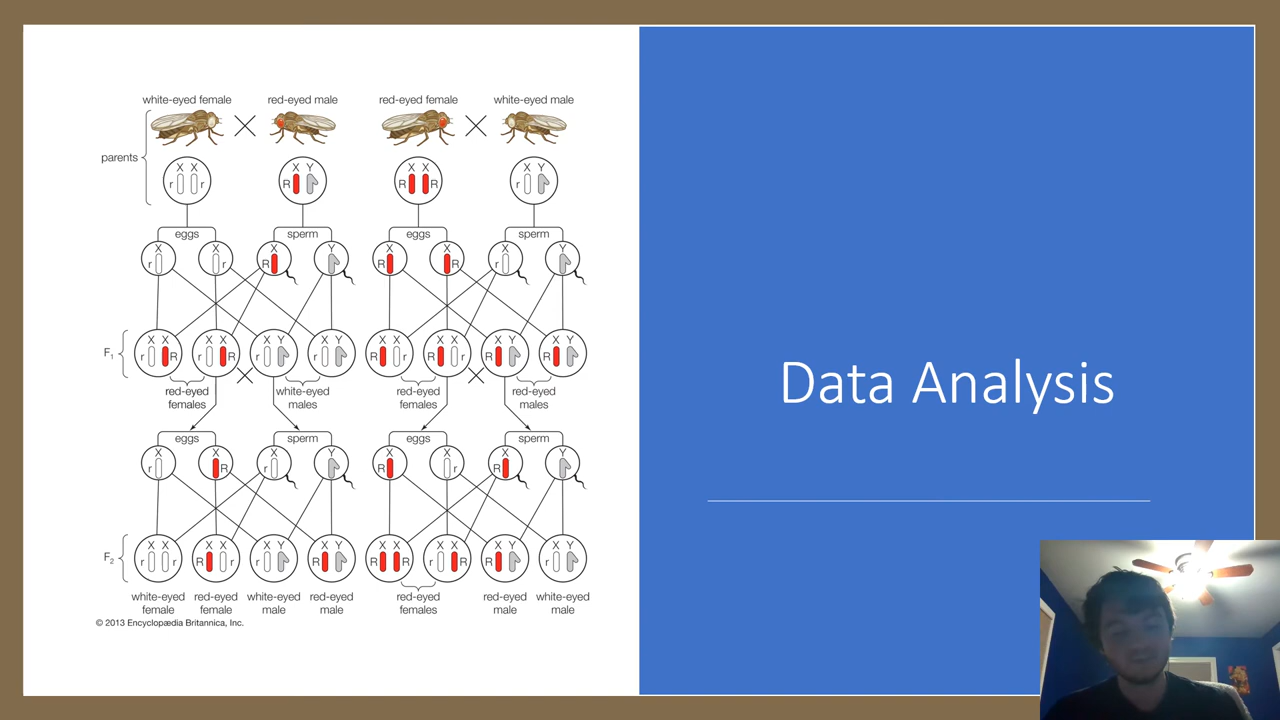 white-eyed female red-eyed male red-eyed female white-eyed male
parents
X X X Y X X X Y
r r R R R r
eggs sperm eggs sperm
X X X Y X X X Y
r r R R R r
F1
X X X X X Y X Y X X X X X Y X Y
r R r R r r R r R r R R
red-eyed females
white-eyed males
red-eyed females
red-eyed males
eggs sperm eggs sperm
X X X Y X X X Y
r R r R r R
F2
X X X X X Y X Y X X X X X Y X Y
r r R r r R R R r R R r
white-eyed female
red-eyed female
white-eyed male
red-eyed male
red-eyed females
red-eyed male
white-eyed male
© 2013 Encyclopædia Britannica, Inc.
Data Analysis